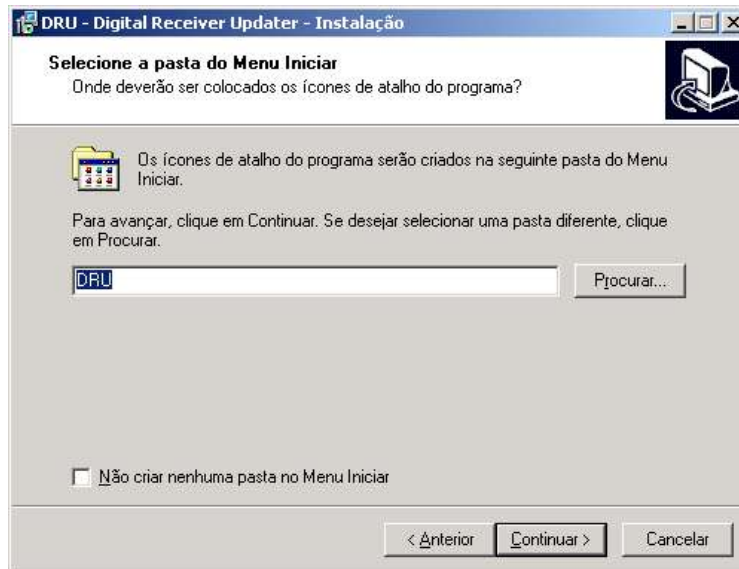 DRU - Digital Receiver Updater - Instalação
Selecione a pasta do Menu Iniciar
Onde deverão ser colocados os ícones de atalho do programa?
Os ícones de atalho do programa serão criados na seguinte pasta do Menu
Iniciar.
Para avançar, clique em Continuar. Se desejar selecionar uma pasta diferente, clique
em Procurar.
DRU
Procurar...
Não criar nenhuma pasta no Menu Iniciar
< Anterior
Continuar >
Cancelar